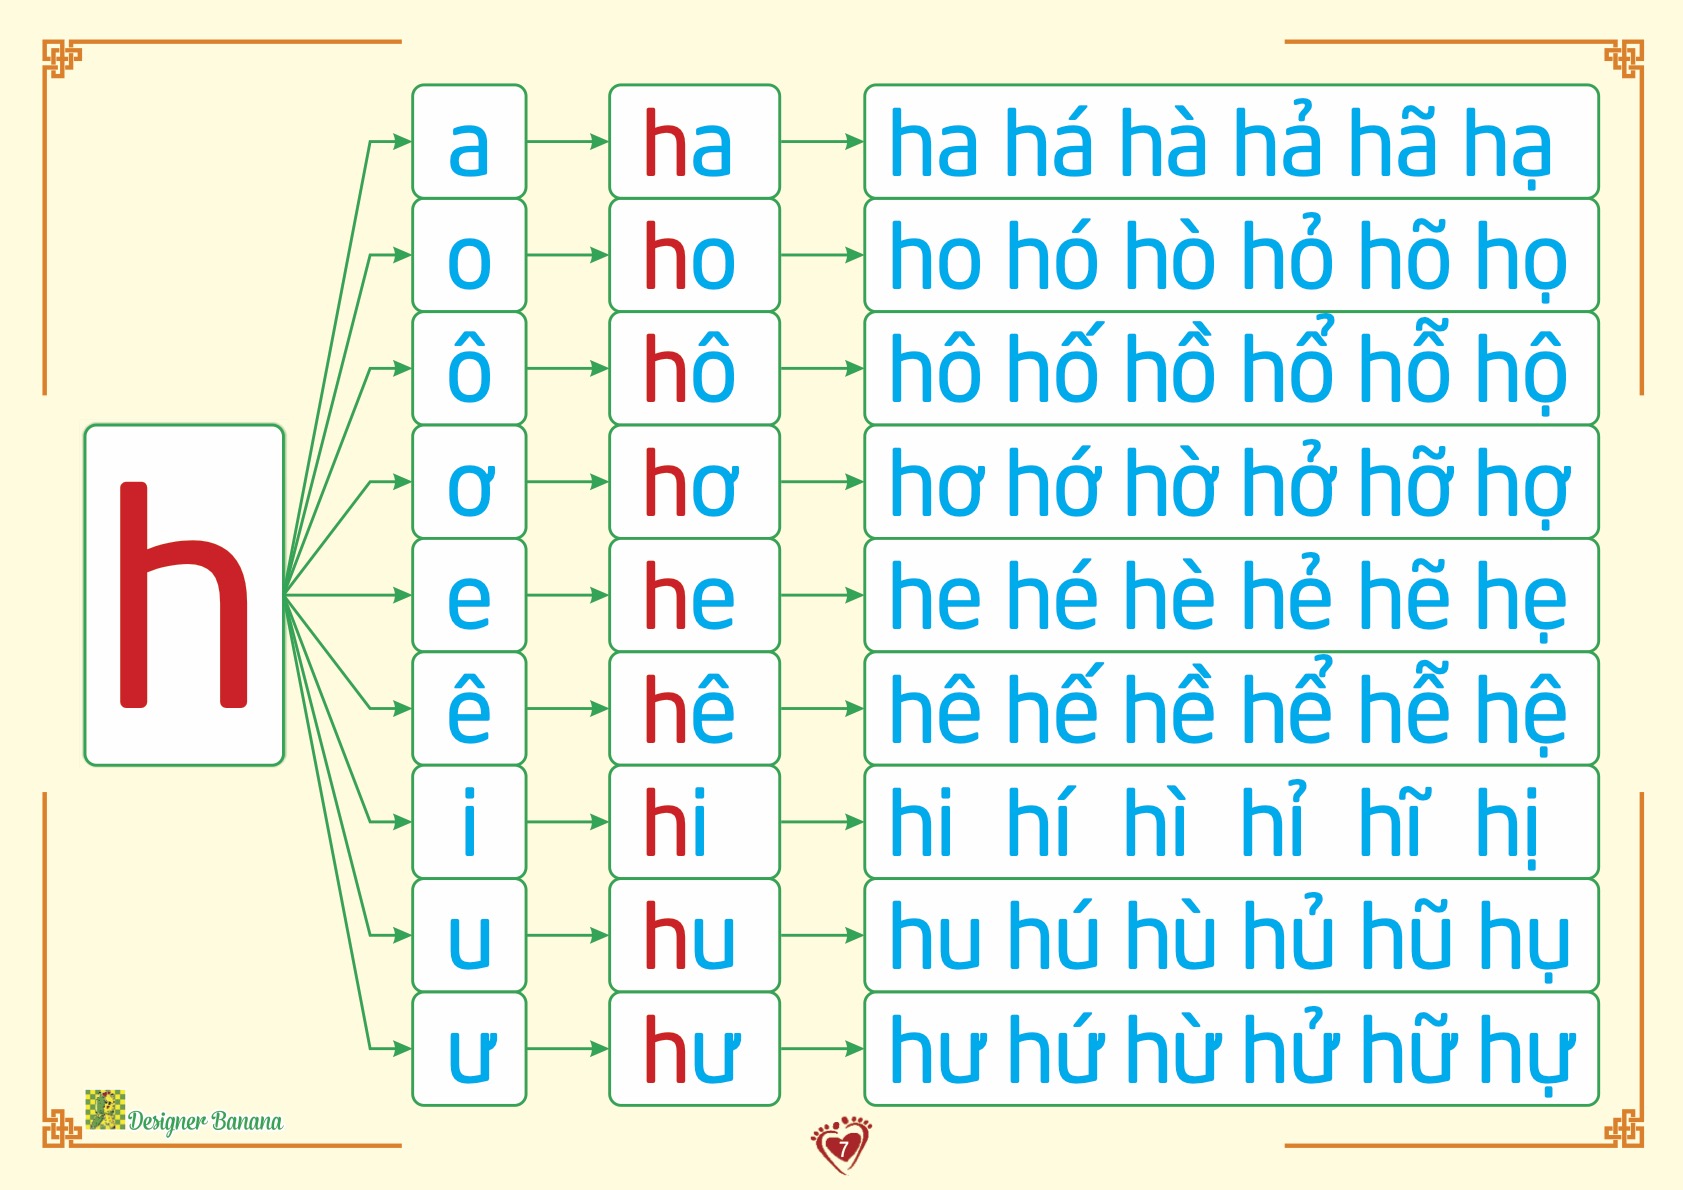 h
a ha ha há hà hả hã hạ
o ho ho hó hò hỏ hõ họ
ô hô hô hố hồ hổ hỗ hộ
ơ hơ hơ hớ hờ hở hỡ hợ
e he he hé hè hẻ hẽ hẹ
ê hê hê hế hề hể hễ hệ
i hi hi hí hì hỉ hĩ hị
u hu hu hú hù hủ hũ hụ
ư hư hư hứ hừ hử hữ hự
Designer Banana
7